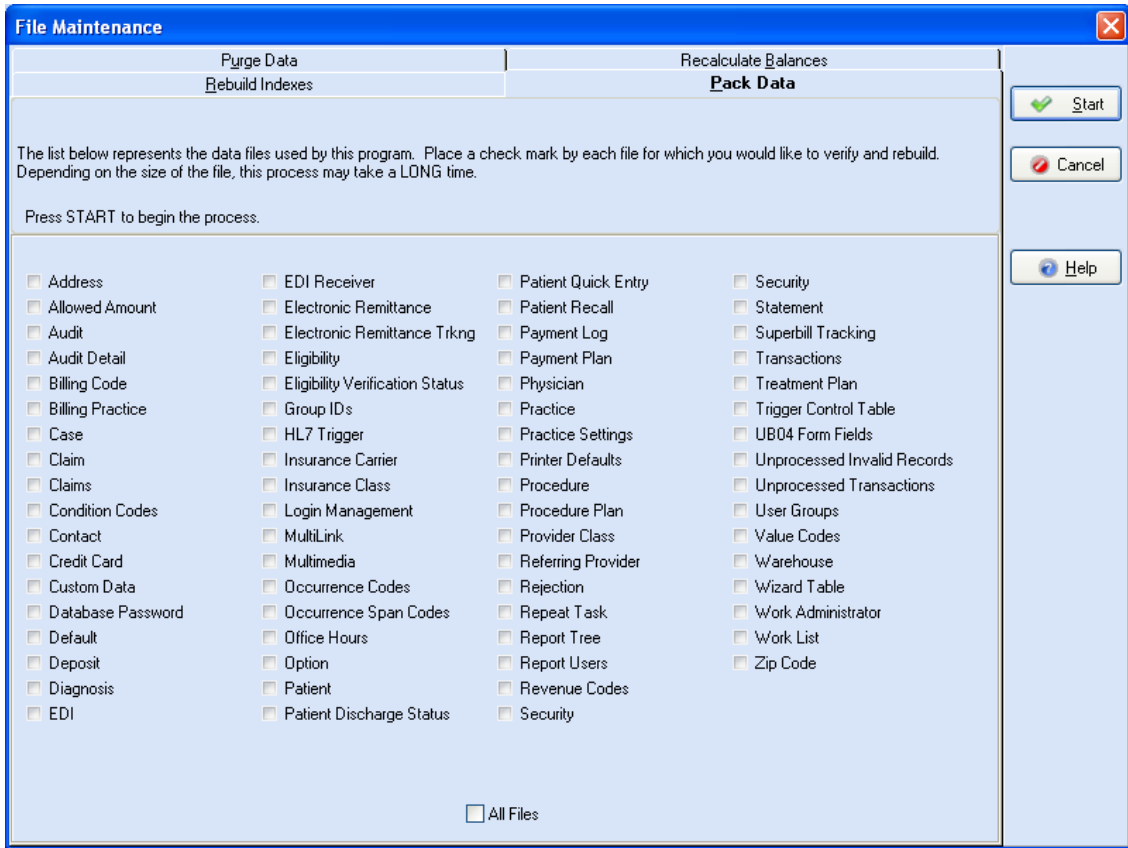 File Maintenance
Purge Data
Recalculate Balances
Rebuild Indexes
Pack Data
Start
Cancel
Help
The list below represents the data files used by this program. Place a check mark by each file for which you would like to verify and rebuild.
Depending on the size of the file, this process may take a LONG time.
Press START to begin the process.
Address
Allowed Amount
Audit
Audit Detail
Billing Code
Billing Practice
Case
Claim
Claims
Condition Codes
Contact
Credit Card
Custom Data
Database Password
Default
Deposit
Diagnosis
EDI
EDI Receiver
Electronic Remittance
Electronic Remittance Trkng
Eligibility
Eligibility Verification Status
Group IDs
HL7 Trigger
Insurance Carrier
Insurance Class
Login Management
MultiLink
Multimedia
Occurrence Codes
Occurrence Span Codes
Office Hours
Option
Patient
Patient Discharge Status
Patient Quick Entry
Patient Recall
Payment Log
Payment Plan
Physician
Practice
Practice Settings
Printer Defaults
Procedure
Procedure Plan
Provider Class
Referring Provider
Rejection
Repeat Task
Report Tree
Report Users
Revenue Codes
Security
Security
Statement
Superbill Tracking
Transactions
Treatment Plan
Trigger Control Table
UB04 Form Fields
Unprocessed Invalid Records
Unprocessed Transactions
User Groups
Value Codes
Warehouse
Wizard Table
Work Administrator
Work List
Zip Code
All Files